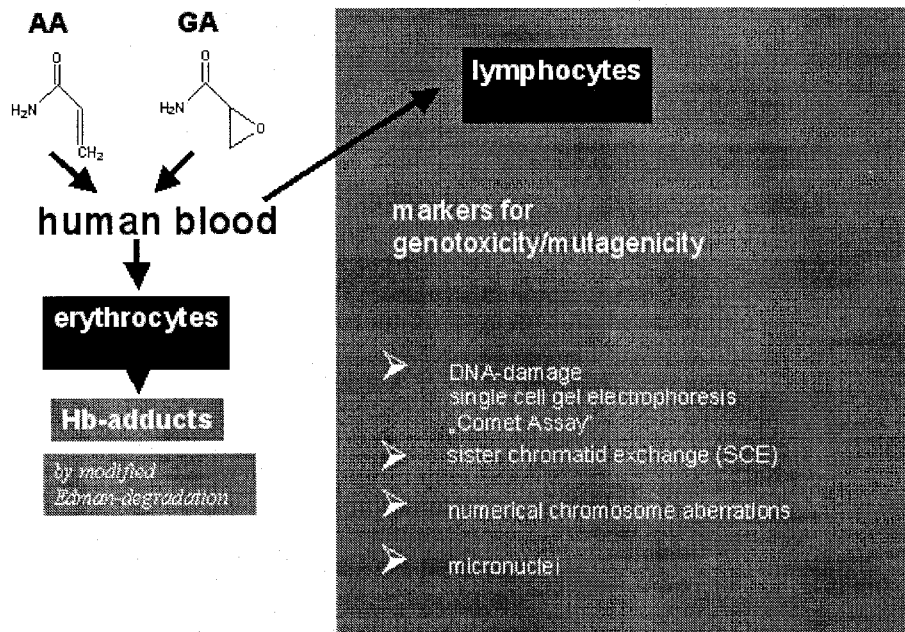 AA
GA
O
H₂N
CH₂
O
H₂N
O
human blood
erythrocytes
Hb-adducts
by modified
Edman-degradation
lymphocytes
markers for
genotoxicity/mutagenicity
DNA-damage
single cell gel electrophoresis
„Comet Assay“
sister chromatid exchange (SCE)
numerical chromosome aberrations
micronuclei